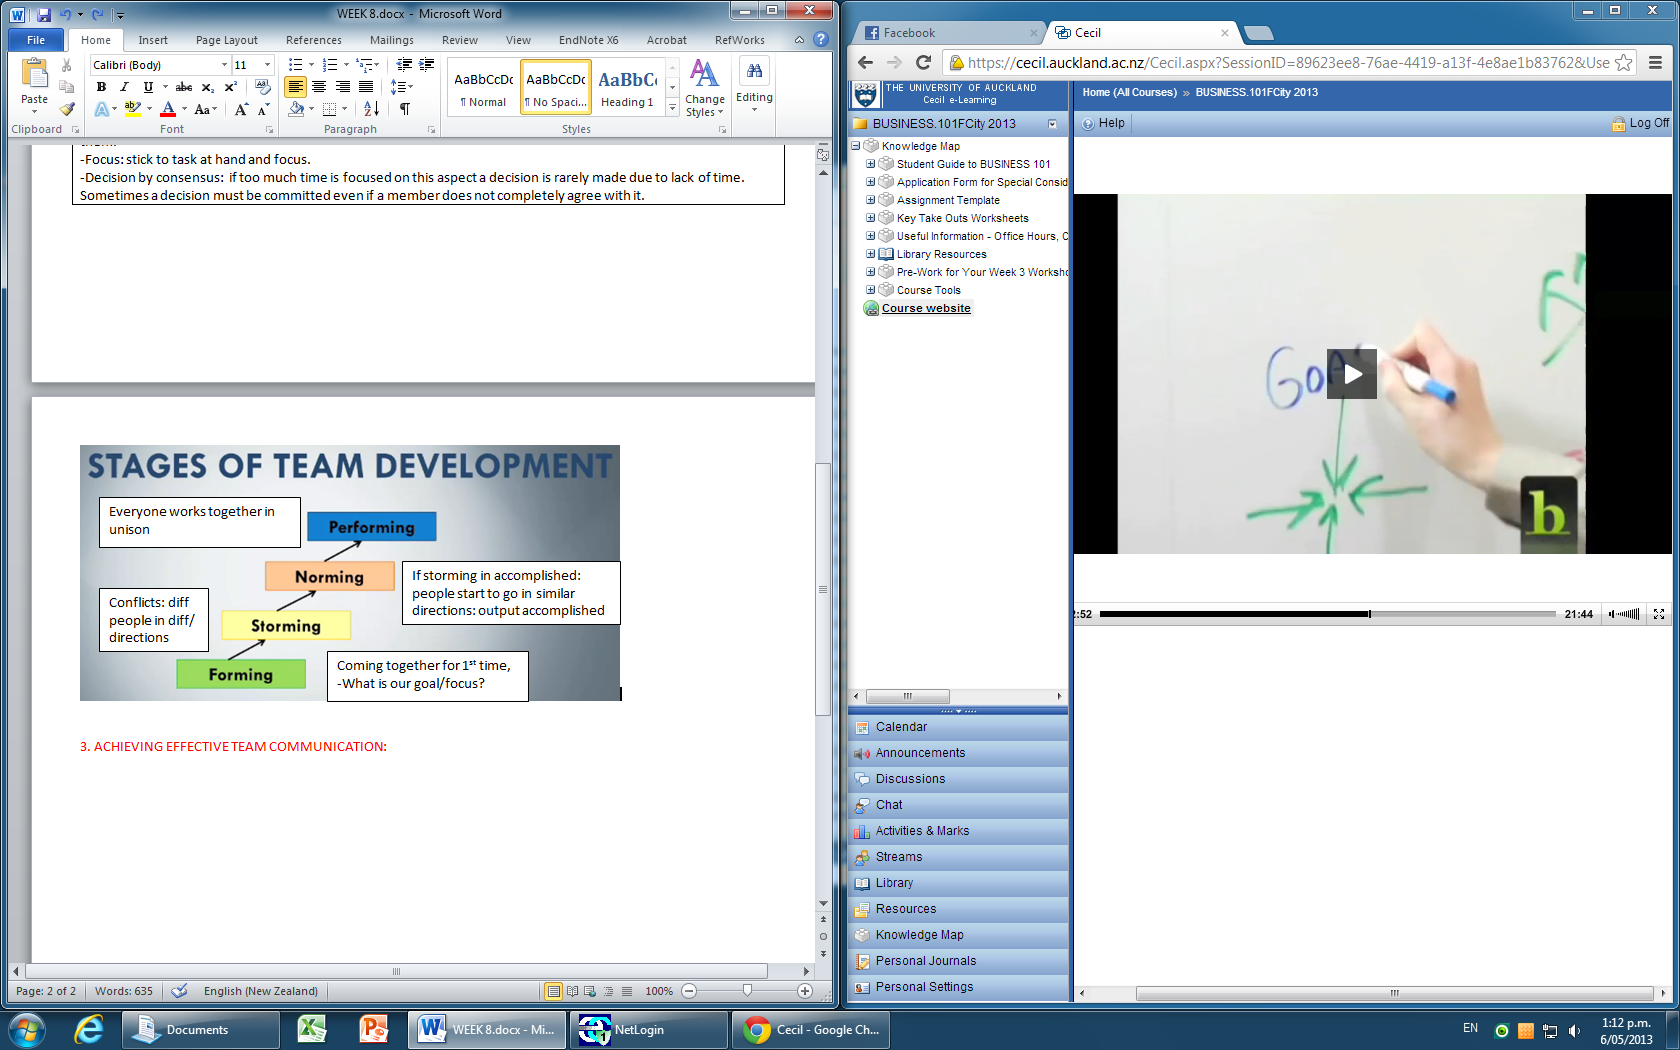 WEEK 8.docx - Microsoft Word
File Home Insert Page Layout References Mailings Review View EndNote X6 Acrobat RefWorks
Calibri (Body) 11
Paste
B I U abc x₂ x²
Aa
A A
AaBbCcDc AaBbCcDc AaBbCc
¶ Normal ¶ No Spaci... Heading 1
Change Styles
Editing
Clipboard Font Paragraph Styles
-Focus: stick to task at hand and focus.
-Decision by consensus: if too much time is focused on this aspect a decision is rarely made due to lack of time.
Sometimes a decision must be committed even if a member does not completely agree with it.
STAGES OF TEAM DEVELOPMENT
Everyone works together in
unison
Performing
Norming
If storming in accomplished:
people start to go in similar
directions: output accomplished
Conflicts: diff
people in diff/
directions
Storming
Forming
Coming together for 1st time,
-What is our goal/focus?
3. ACHIEVING EFFECTIVE TEAM COMMUNICATION:
Page: 2 of 2 Words: 635 English (New Zealand) 100%
Facebook Cecil
https://cecil.auckland.ac.nz/Cecil.aspx?SessionID=89623ee8-76ae-4419-a13f-4e8ae1b83762&Use
THE UNIVERSITY OF AUCKLAND
Cecil e-Learning
Home (All Courses) » BUSINESS.101FCity 2013
BUSINESS.101FCity 2013
Help Log Off
Knowledge Map
Student Guide to BUSINESS 101
Application Form for Special Consid
Assignment Template
Key Take Outs Worksheets
Useful Information - Office Hours, C
Library Resources
Pre-Work for Your Week 3 Worksho
Course Tools
Course website
GOA
b
2:52 21:44
Calendar
Announcements
Discussions
Chat
Activities & Marks
Streams
Library
Resources
Knowledge Map
Personal Journals
Personal Settings
Documents WEEK 8.docx - Mi... NetLogin Cecil - Google Ch...
EN 1:12 p.m.
6/05/2013